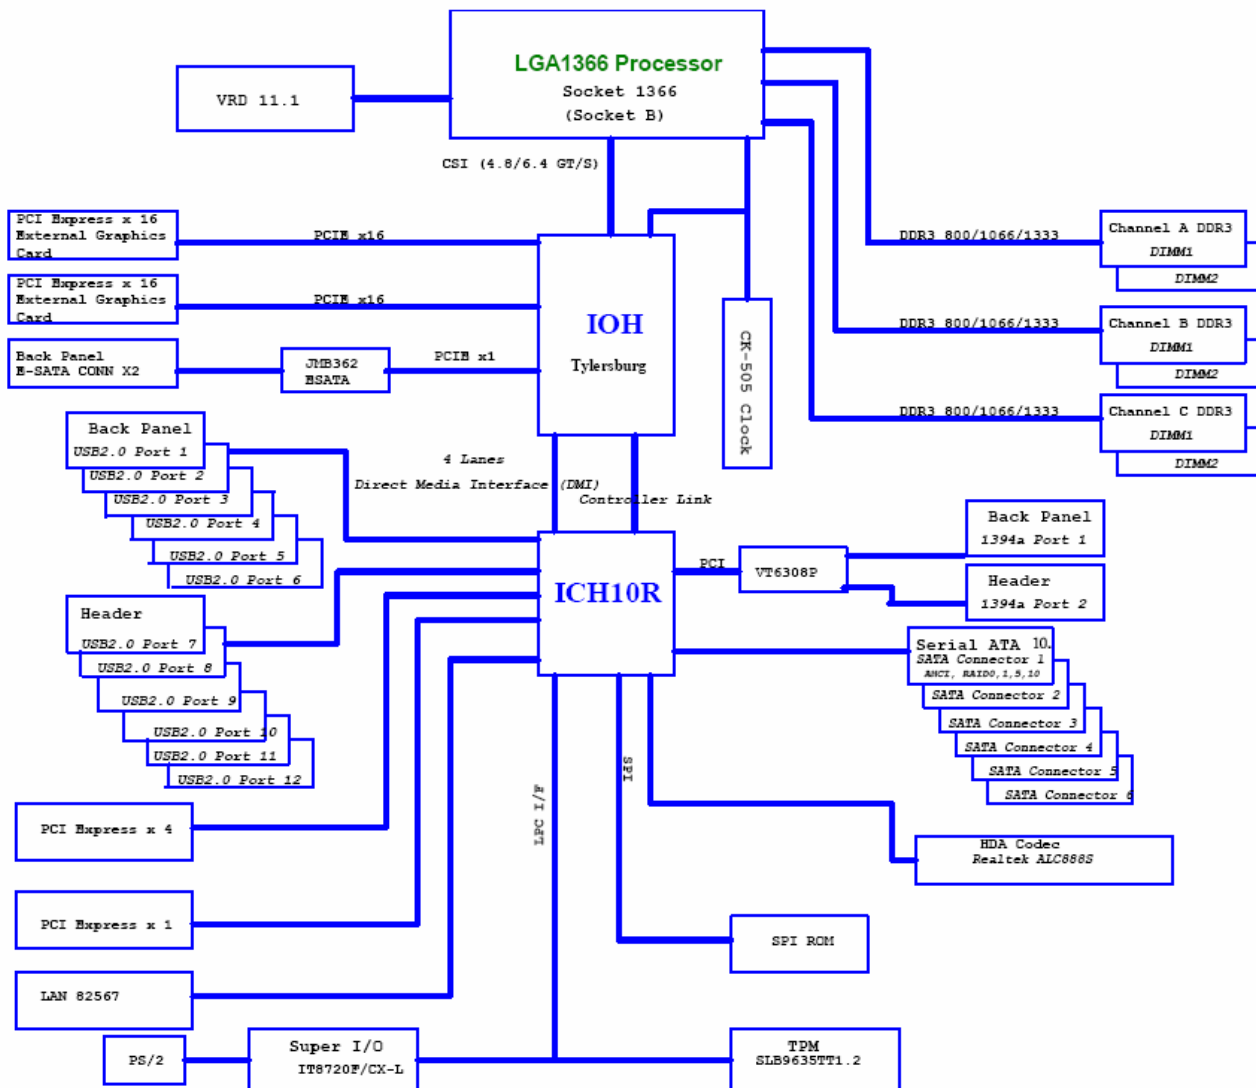 LGA1366 Processor
Socket 1366
(Socket B)
VRD 11.1
CSI (4.8/6.4 GT/S)
PCI Express x 16
External Graphics
Card
PCIE x16
PCI Express x 16
External Graphics
Card
PCIE x16
Back Panel
E-SATA CONN X2
JMB362
ESATA
PCIE x1
IOH
Tylersburg
CK-505 Clock
DDR3 800/1066/1333
Channel A DDR3
DIMM1
DIMM2
DDR3 800/1066/1333
Channel B DDR3
DIMM1
DIMM2
DDR3 800/1066/1333
Channel C DDR3
DIMM1
DIMM2
Back Panel
USB2.0 Port 1
USB2.0 Port 2
USB2.0 Port 3
USB2.0 Port 4
USB2.0 Port 5
USB2.0 Port 6
4 Lanes
Direct Media Interface (DMI)
Controller Link
ICH10R
PCI
VT6308P
Back Panel
1394a Port 1
Header
1394a Port 2
Header
USB2.0 Port 7
USB2.0 Port 8
USB2.0 Port 9
USB2.0 Port 10
USB2.0 Port 11
USB2.0 Port 12
Serial ATA 10.
SATA Connector 1
AHCI, RAID0,1,5,10
SATA Connector 2
SATA Connector 3
SATA Connector 4
SATA Connector 5
SATA Connector 6
LPC I/F
SPI
PCI Express x 4
HDA Codec
Realtek ALC888S
PCI Express x 1
SPI ROM
LAN 82567
PS/2
Super I/O
IT8720F/CX-L
TPM
SLB9635TT1.2